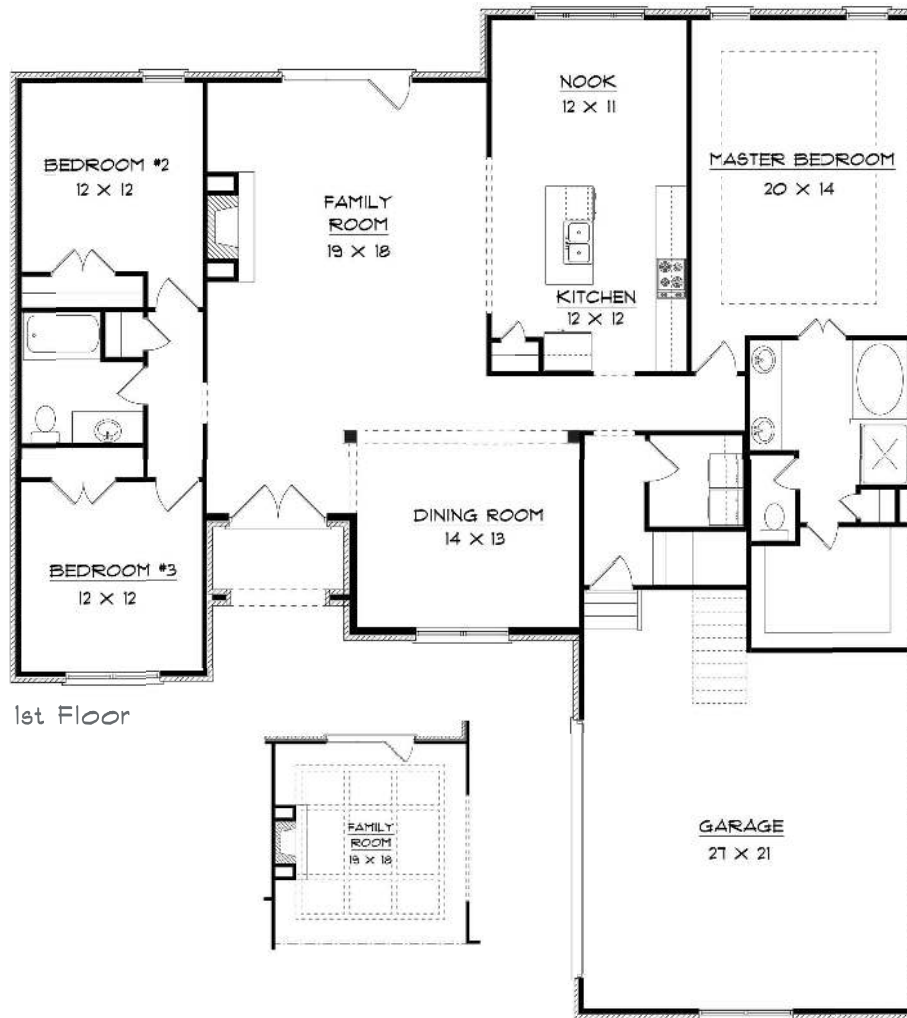 NOOK
12 X 11
BEDROOM #2
12 X 12
MASTER BEDROOM
20 X 14
FAMILY
ROOM
19 X 18
KITCHEN
12 X 12
DINING ROOM
14 X 13
BEDROOM #3
12 X 12
1st Floor
FAMILY
ROOM
19 X 18
GARAGE
27 X 21